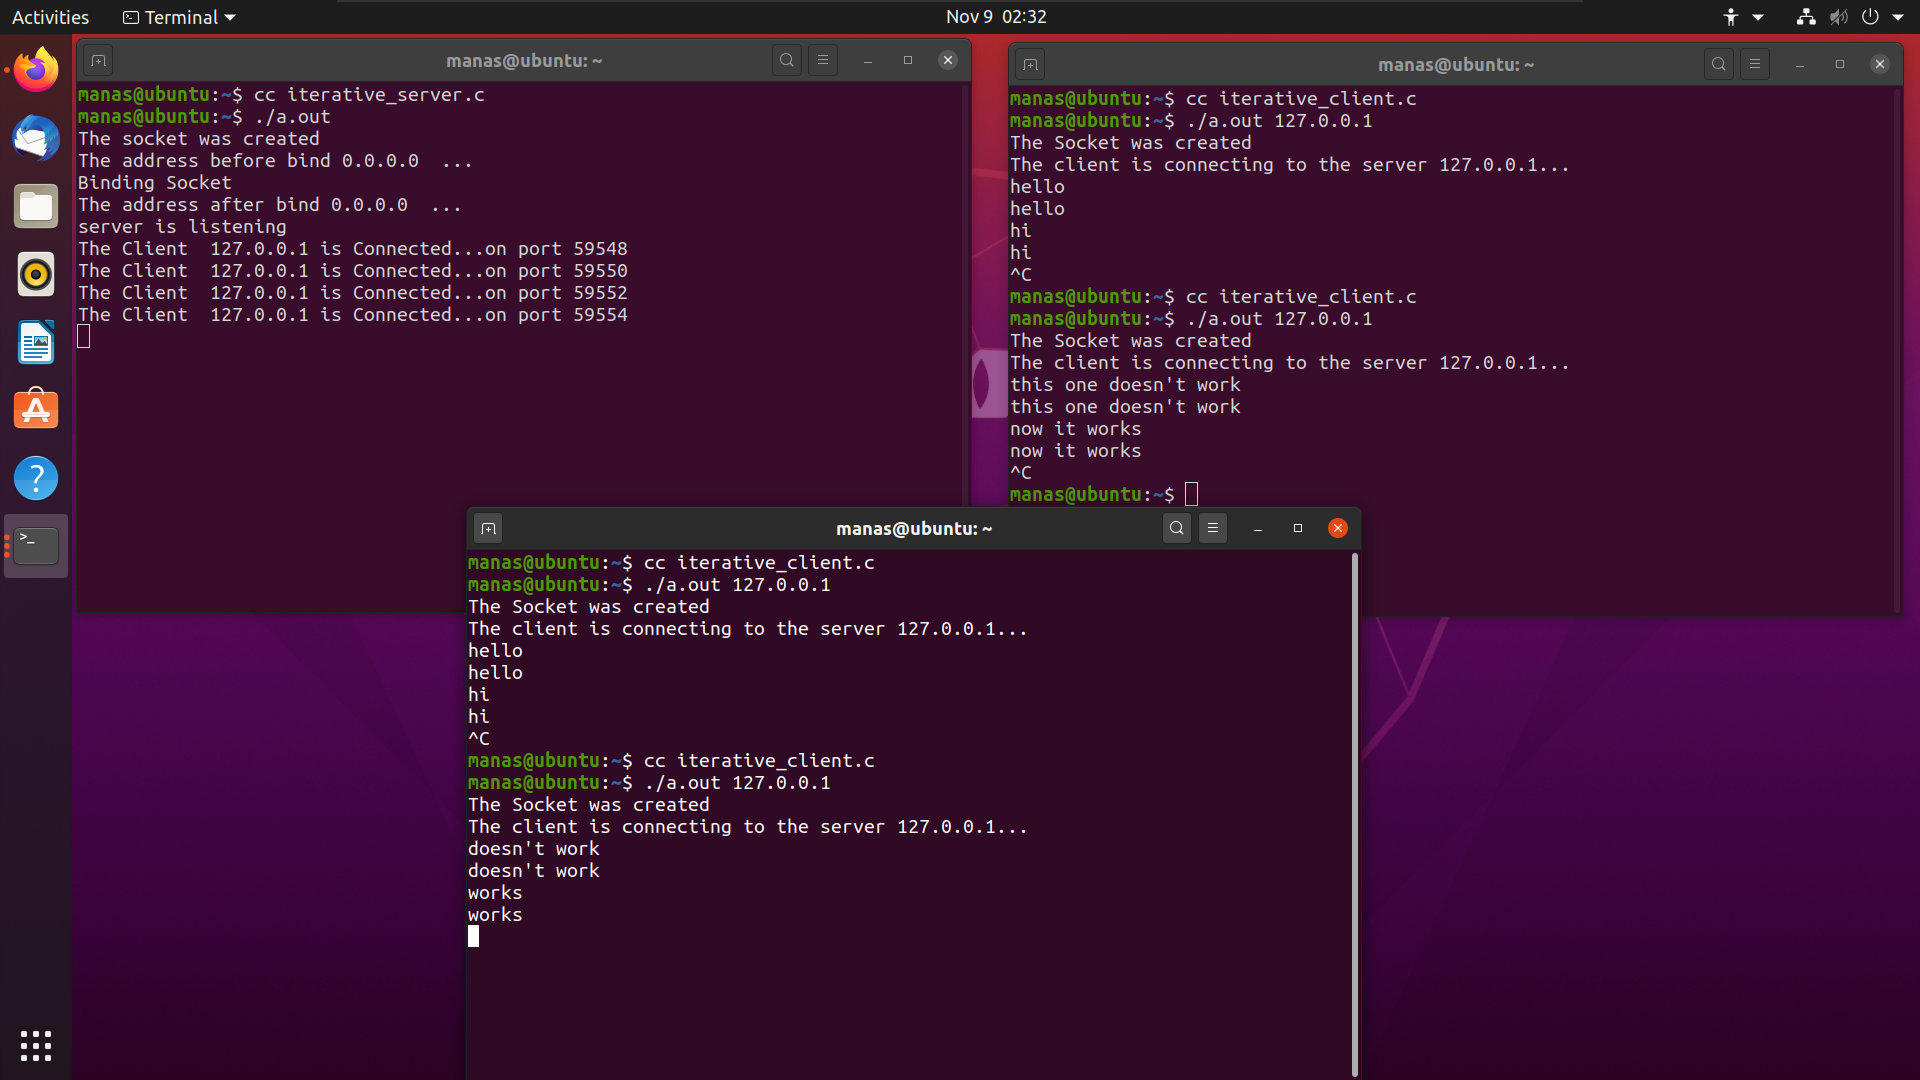 Activities
Terminal
Nov 9 02:32
manas@ubuntu: ~
manas@ubuntu:~$ cc iterative_server.c
manas@ubuntu:~$ ./a.out
The socket was created
The address before bind 0.0.0.0  ...
Binding Socket
The address after bind 0.0.0.0  ...
server is listening
The Client  127.0.0.1 is Connected...on port 59548
The Client  127.0.0.1 is Connected...on port 59550
The Client  127.0.0.1 is Connected...on port 59552
The Client  127.0.0.1 is Connected...on port 59554
manas@ubuntu: ~
manas@ubuntu:~$ cc iterative_client.c
manas@ubuntu:~$ ./a.out 127.0.0.1
The Socket was created
The client is connecting to the server 127.0.0.1...
hello
hello
hi
hi
^C
manas@ubuntu:~$ cc iterative_client.c
manas@ubuntu:~$ ./a.out 127.0.0.1
The Socket was created
The client is connecting to the server 127.0.0.1...
this one doesn't work
this one doesn't work
now it works
now it works
^C
manas@ubuntu:~$
manas@ubuntu: ~
manas@ubuntu:~$ cc iterative_client.c
manas@ubuntu:~$ ./a.out 127.0.0.1
The Socket was created
The client is connecting to the server 127.0.0.1...
hello
hello
hi
hi
^C
manas@ubuntu:~$ cc iterative_client.c
manas@ubuntu:~$ ./a.out 127.0.0.1
The Socket was created
The client is connecting to the server 127.0.0.1...
doesn't work
doesn't work
works
works